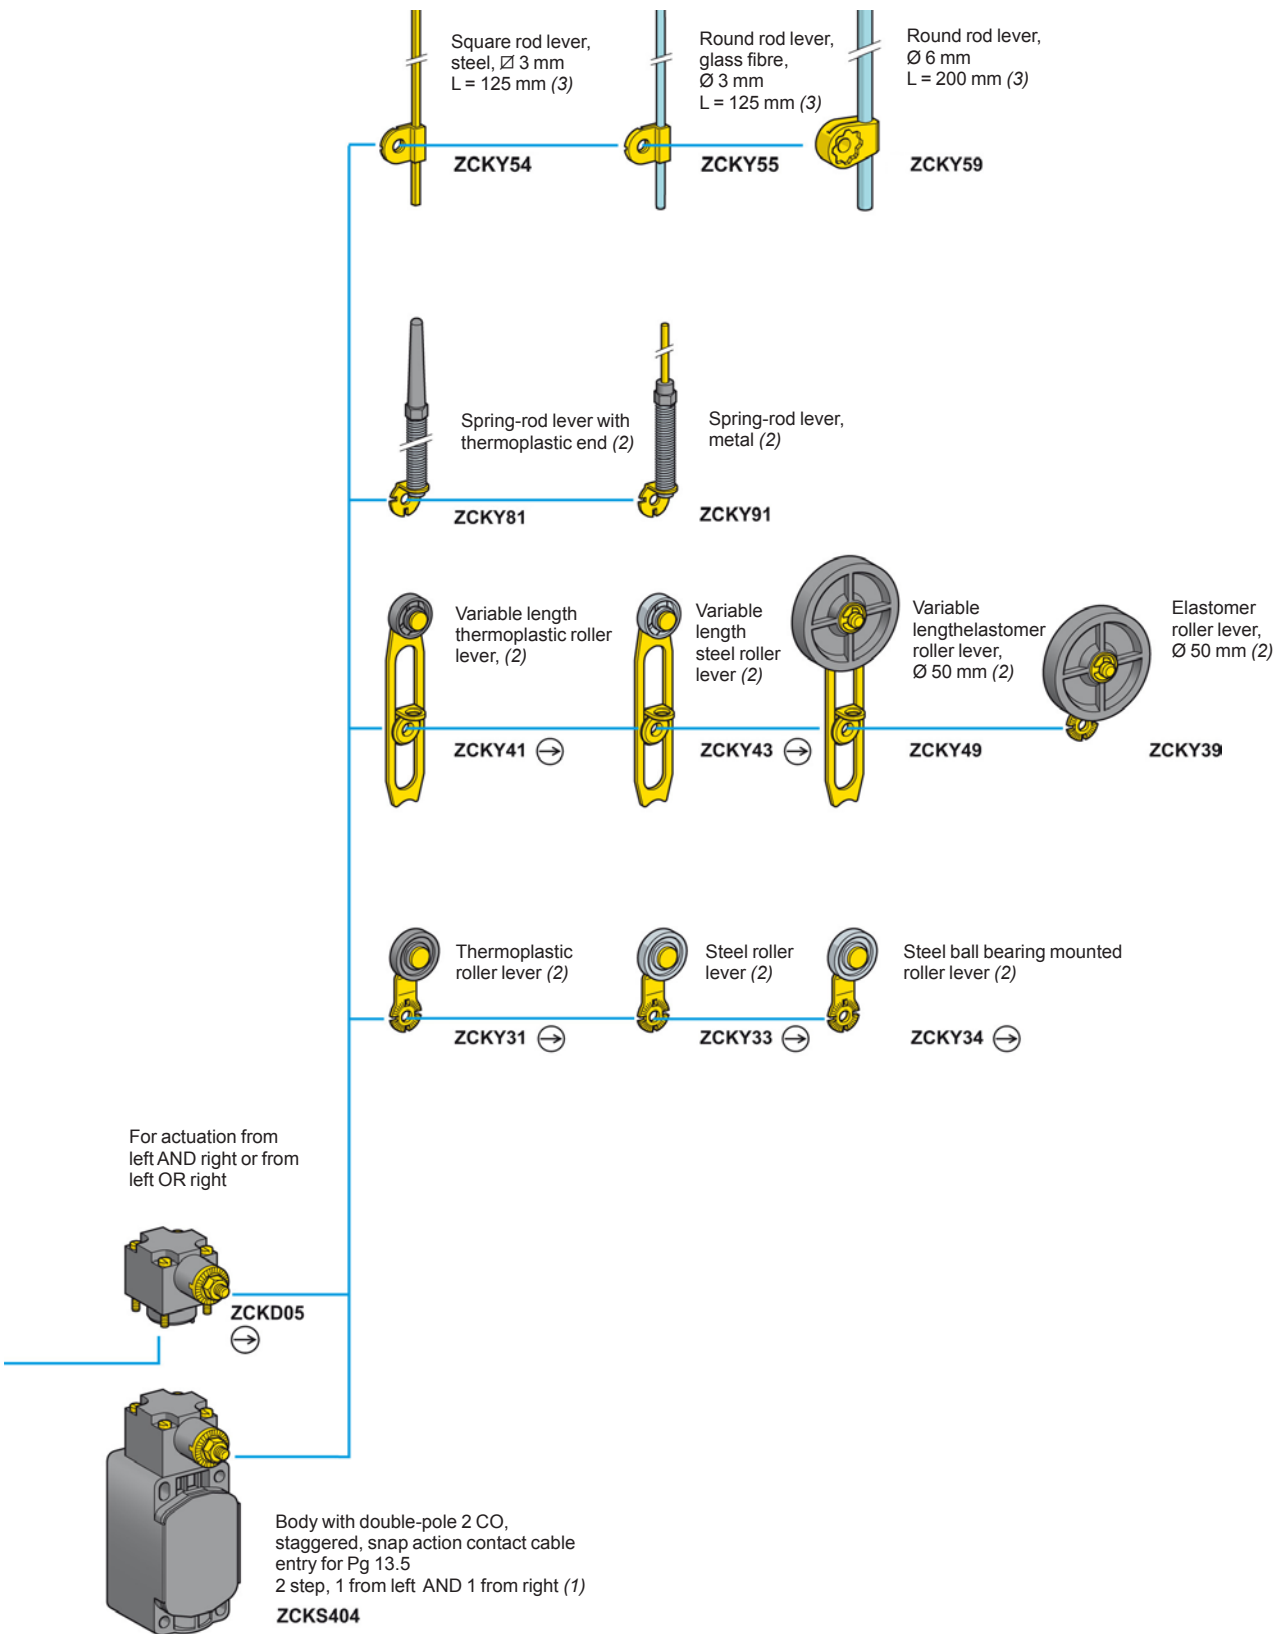 Square rod lever,
steel, ⍁ 3 mm
L = 125 mm (3)
ZCKY54
Round rod lever,
glass fibre,
Ø 3 mm
L = 125 mm (3)
ZCKY55
Round rod lever,
Ø 6 mm
L = 200 mm (3)
ZCKY59
Spring-rod lever with
thermoplastic end (2)
ZCKY81
Spring-rod lever,
metal (2)
ZCKY91
Variable length
thermoplastic roller
lever, (2)
ZCKY41
Variable
length
steel roller
lever (2)
ZCKY43
Variable
lengthelastomer
roller lever,
Ø 50 mm (2)
ZCKY49
Elastomer
roller lever,
Ø 50 mm (2)
ZCKY39
Thermoplastic
roller lever (2)
ZCKY31
Steel roller
lever (2)
ZCKY33
Steel ball bearing mounted
roller lever (2)
ZCKY34
For actuation from
left AND right or from
left OR right
ZCKD05
Body with double-pole 2 CO,
staggered, snap action contact cable
entry for Pg 13.5
2 step, 1 from left AND 1 from right (1)
ZCKS404